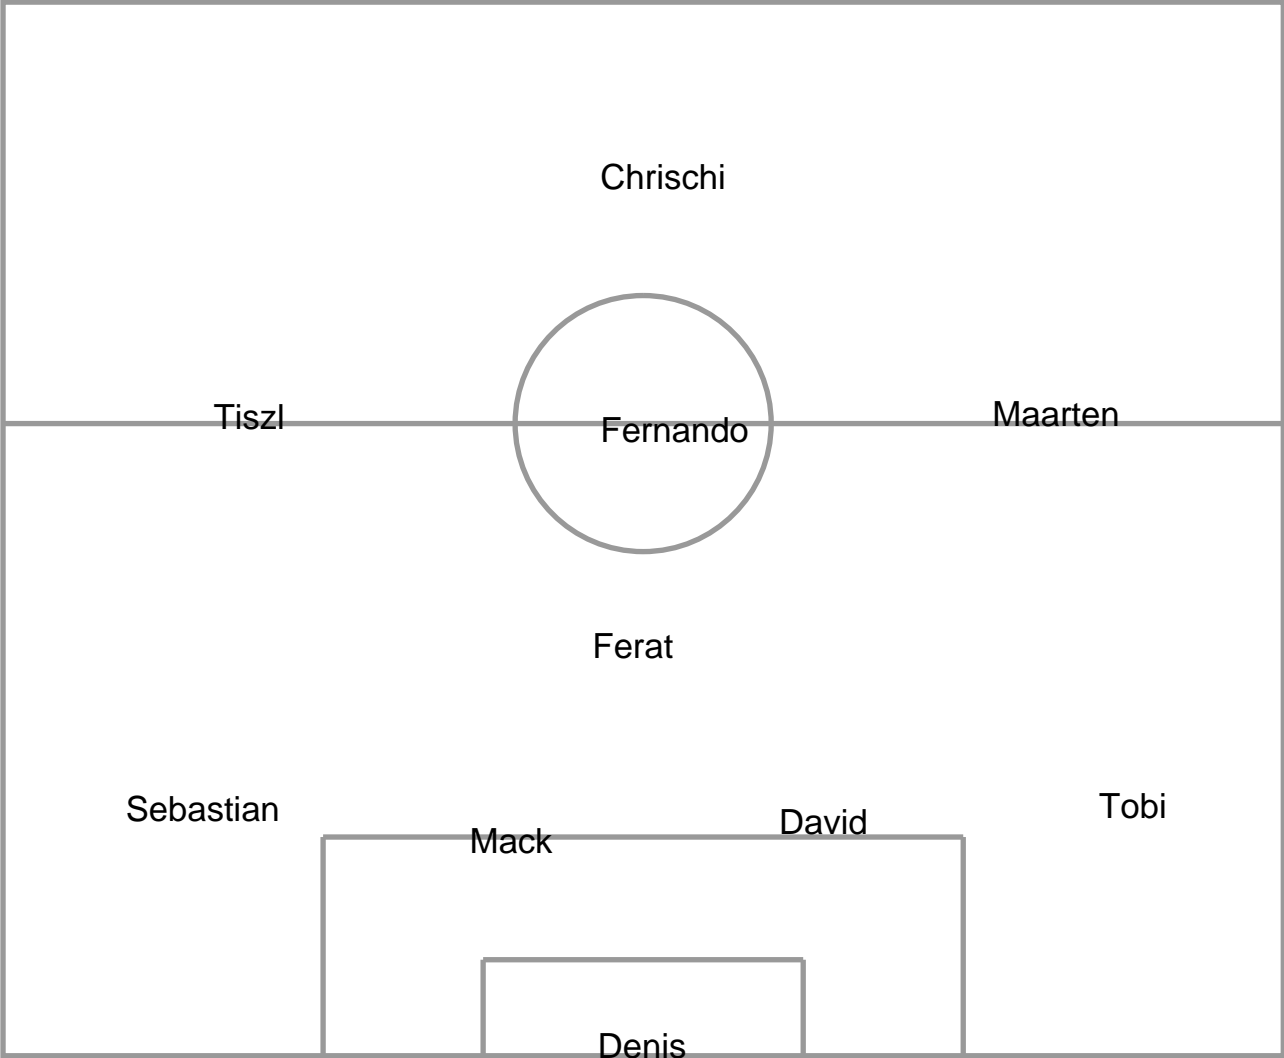 Chrischi
Tiszl
Fernando
Maarten
Ferat
Sebastian
Mack
David
Tobi
Denis